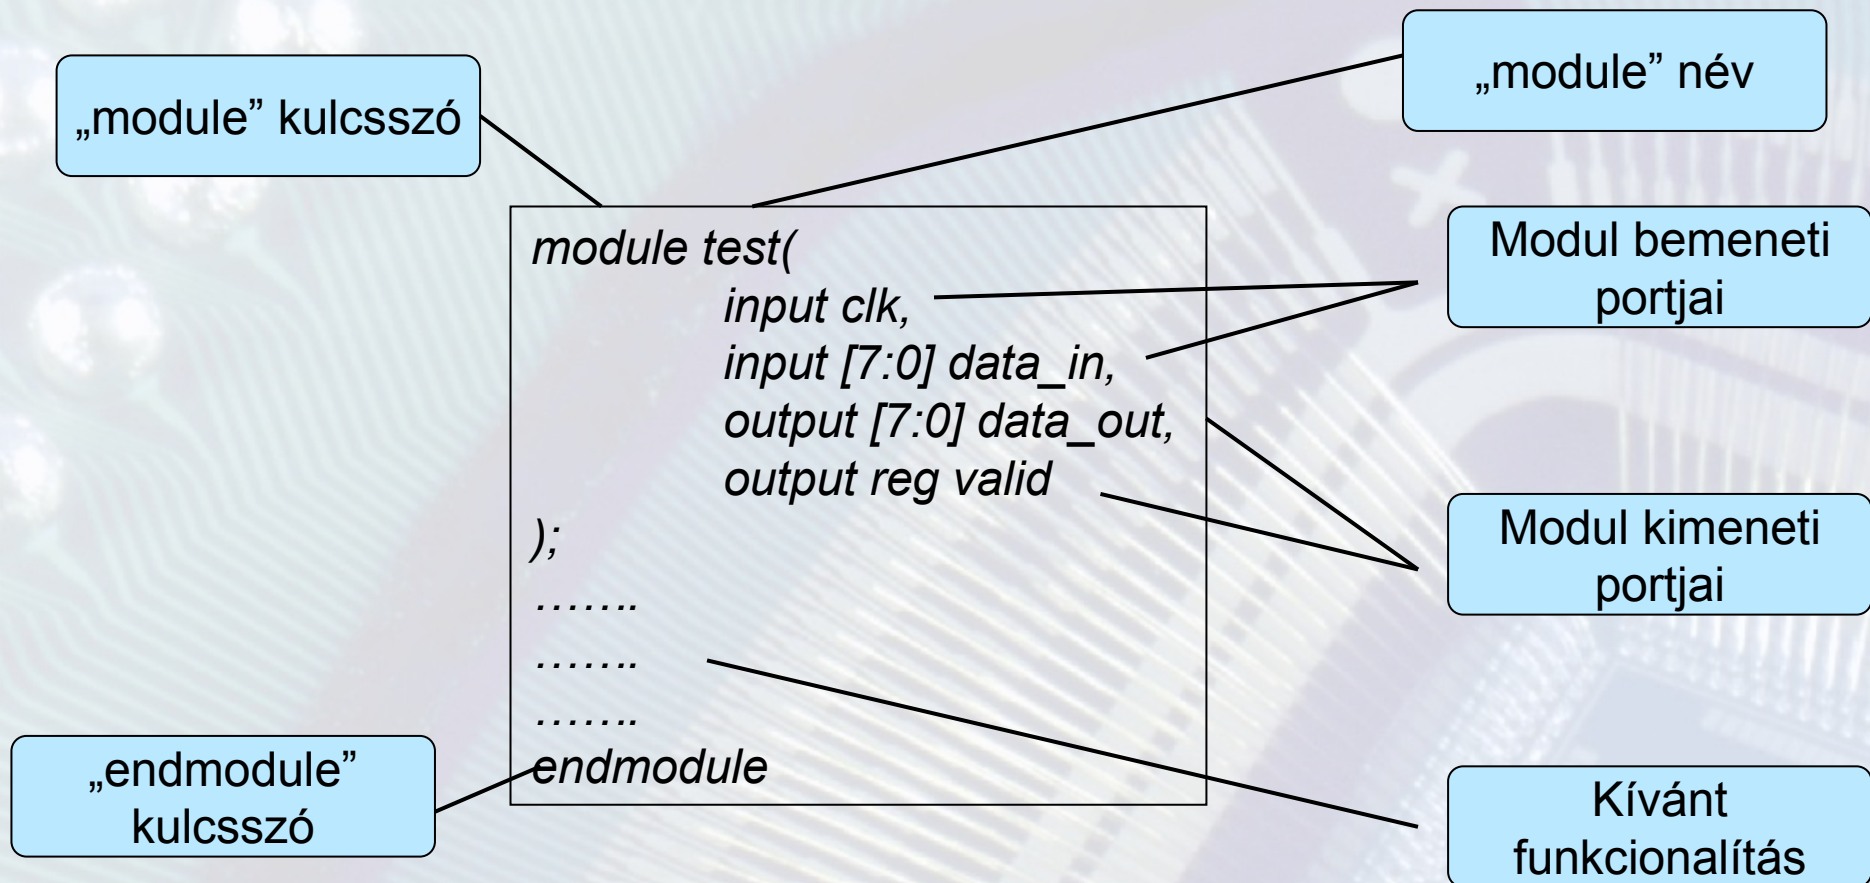 „module” kulcsszó
„module” név
module test(
input clk,
input [7:0] data_in,
output [7:0] data_out,
output reg valid
);
…….
…….
…….
endmodule
Modul bemeneti
portjai
Modul kimeneti
portjai
„endmodule”
kulcsszó
Kívánt
funkcionalítás